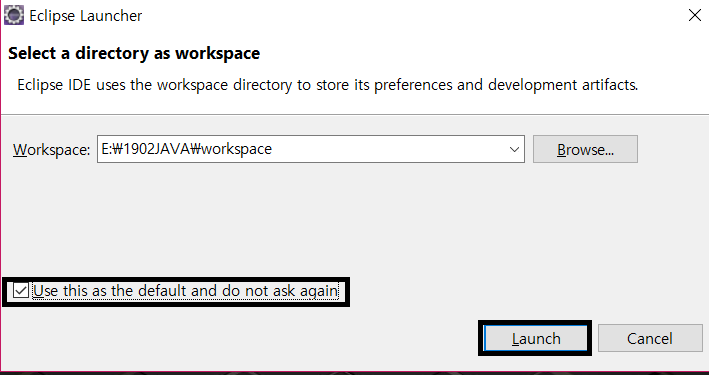 Eclipse Launcher
Select a directory as workspace
Eclipse IDE uses the workspace directory to store its preferences and development artifacts.
Workspace: E:₩1902JAVA₩workspace Browse...
Use this as the default and do not ask again
Launch Cancel